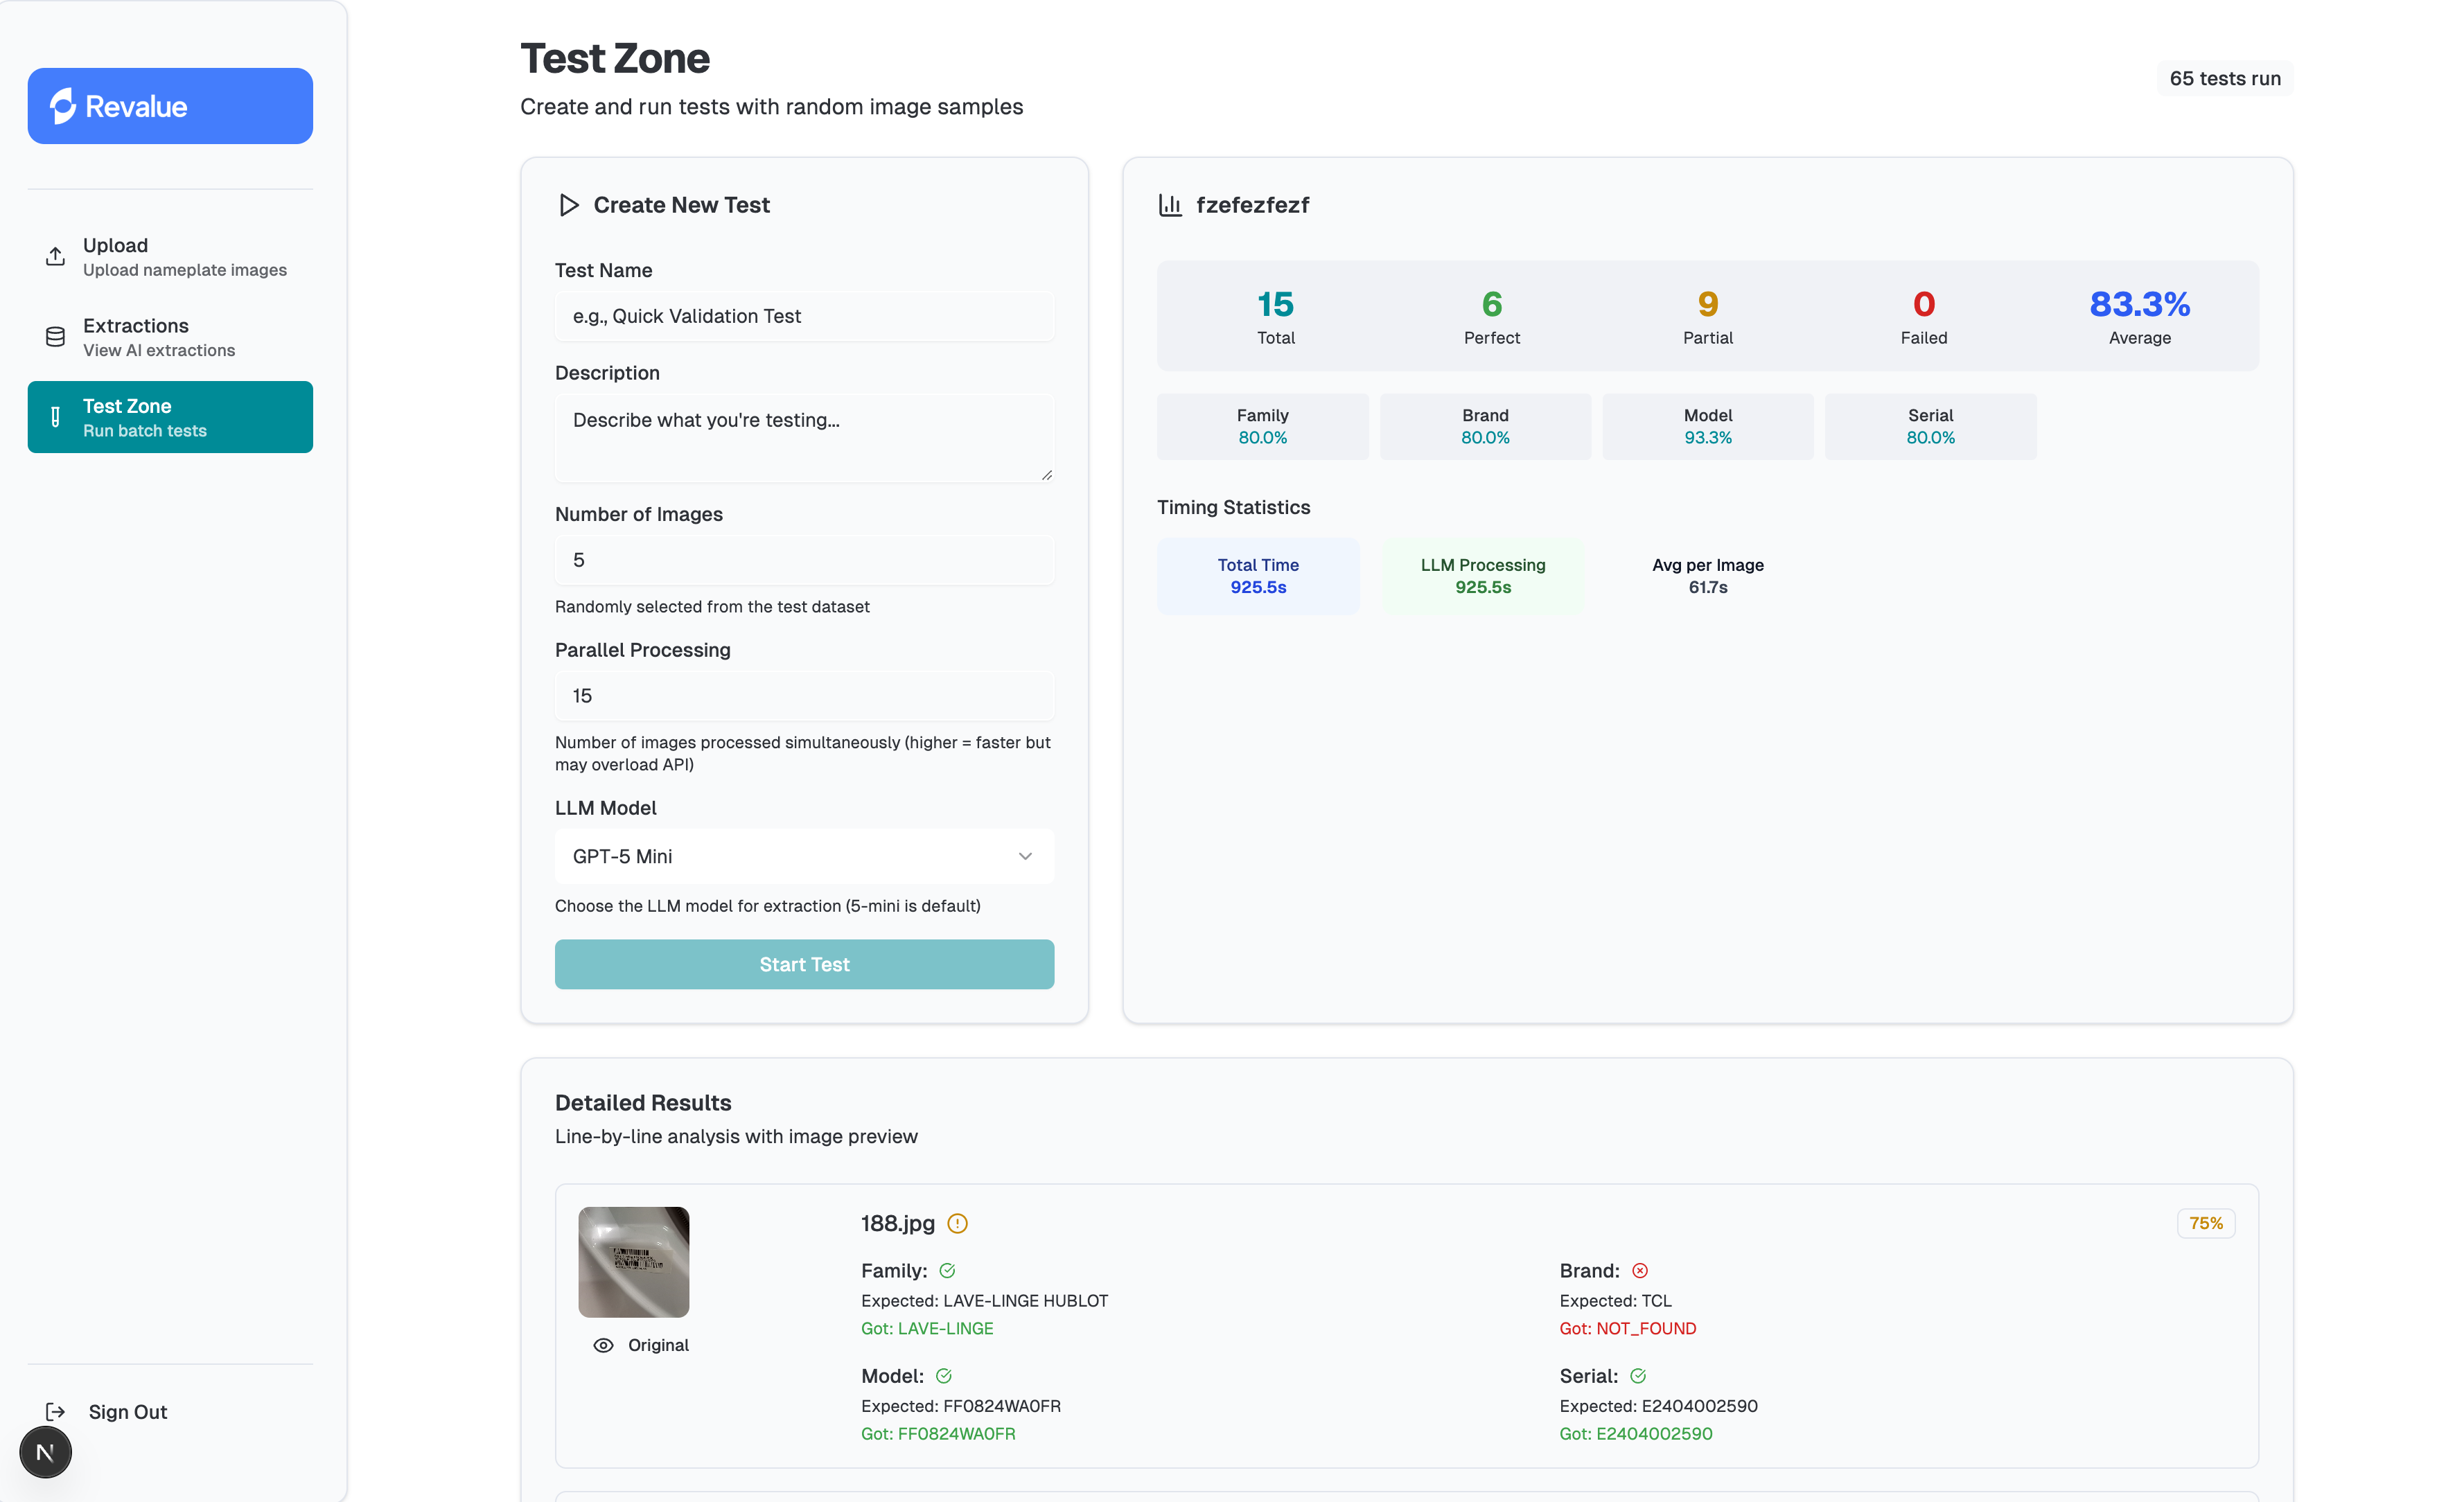 Revalue
Upload
Upload nameplate images
Extractions
View AI extractions
Test Zone
Run batch tests
Sign Out
N
Test Zone
Create and run tests with random image samples
65 tests run
Create New Test
Test Name
e.g., Quick Validation Test
Description
Describe what you're testing...
Number of Images
5
Randomly selected from the test dataset
Parallel Processing
15
Number of images processed simultaneously (higher = faster but
may overload API)
LLM Model
GPT-5 Mini
Choose the LLM model for extraction (5-mini is default)
Start Test
fzefezfezf
15 6 9 0 83.3%
Total Perfect Partial Failed Average
Family Brand Model Serial
80.0% 80.0% 93.3% 80.0%
Timing Statistics
Total Time LLM Processing Avg per Image
925.5s 925.5s 61.7s
Detailed Results
Line-by-line analysis with image preview
Original
188.jpg
75%
Family:
Expected: LAVE-LINGE HUBLOT
Got: LAVE-LINGE
Brand:
Expected: TCL
Got: NOT_FOUND
Model:
Expected: FF0824WA0FR
Got: FF0824WA0FR
Serial:
Expected: E2404002590
Got: E2404002590